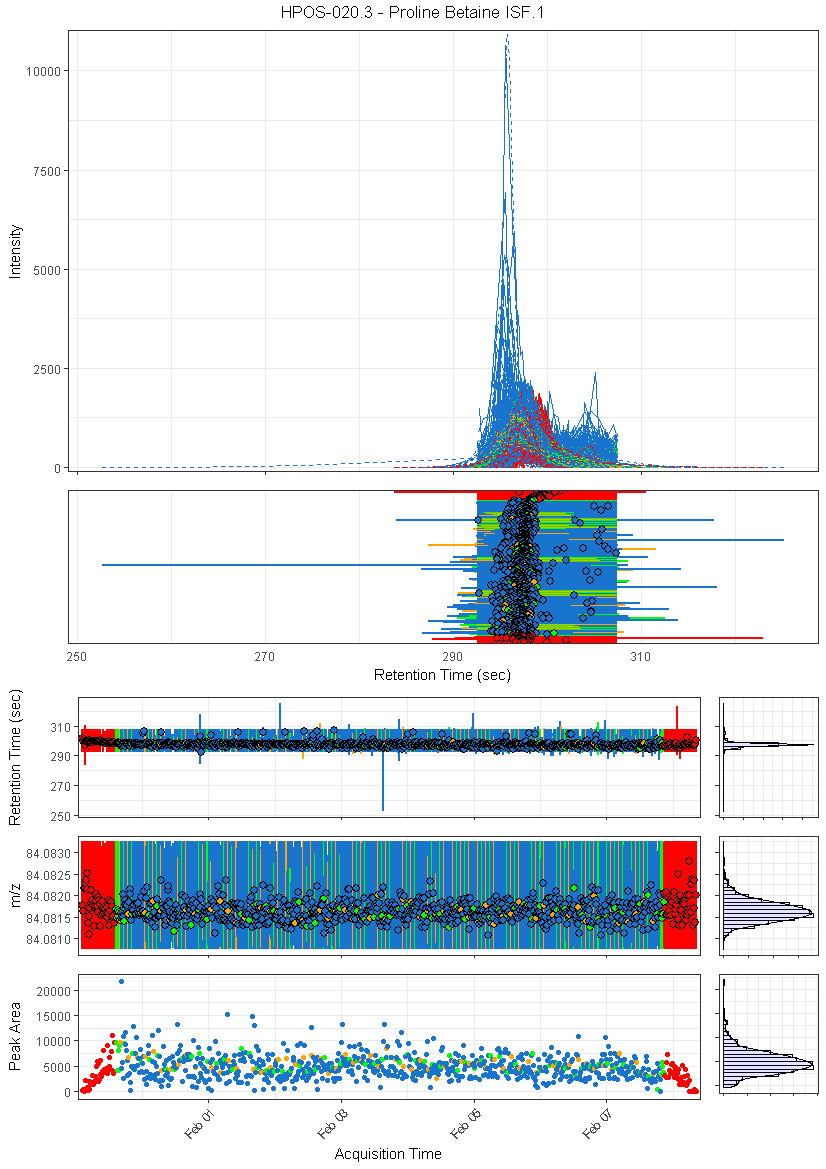 HPOS-020.3 - Proline Betaine ISF.1
10000
7500
5000
2500
0
Intensity
250
270
290
310
Retention Time (sec)
310
290
270
250
Retention Time (sec)
84.0830
84.0825
84.0820
84.0815
84.0810
m/z
20000
15000
10000
5000
0
Peak Area
Feb 01
Feb 03
Feb 05
Feb 07
Acquisition Time